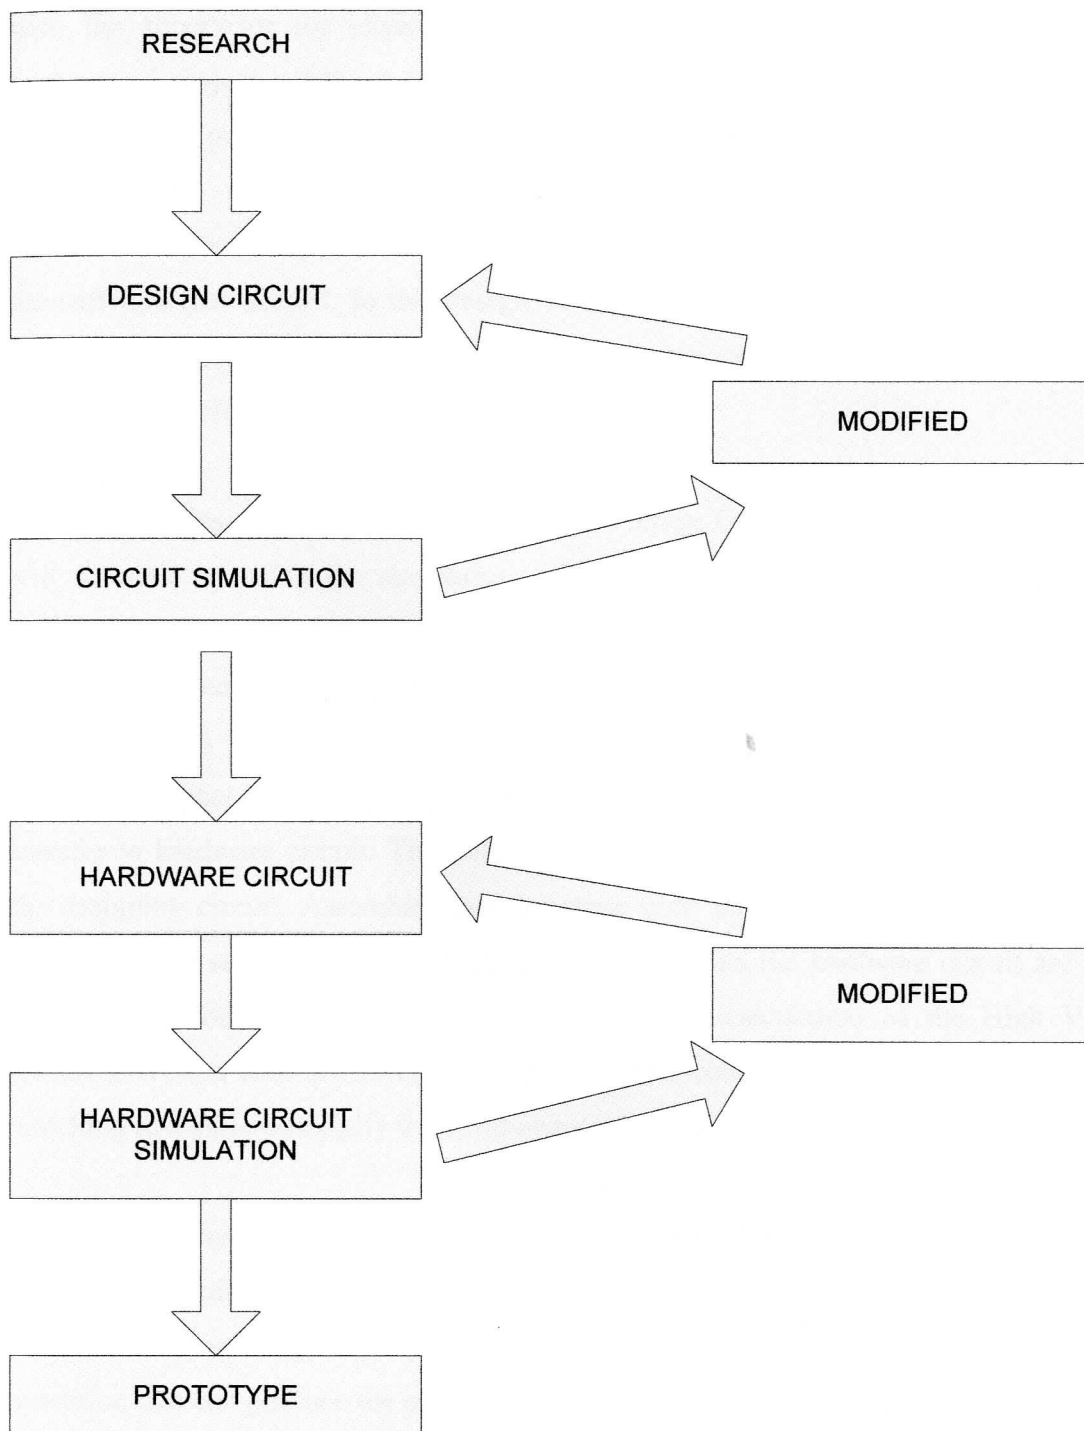 RESEARCH
DESIGN CIRCUIT
MODIFIED
CIRCUIT SIMULATION
HARDWARE CIRCUIT
MODIFIED
HARDWARE CIRCUIT
SIMULATION
PROTOTYPE